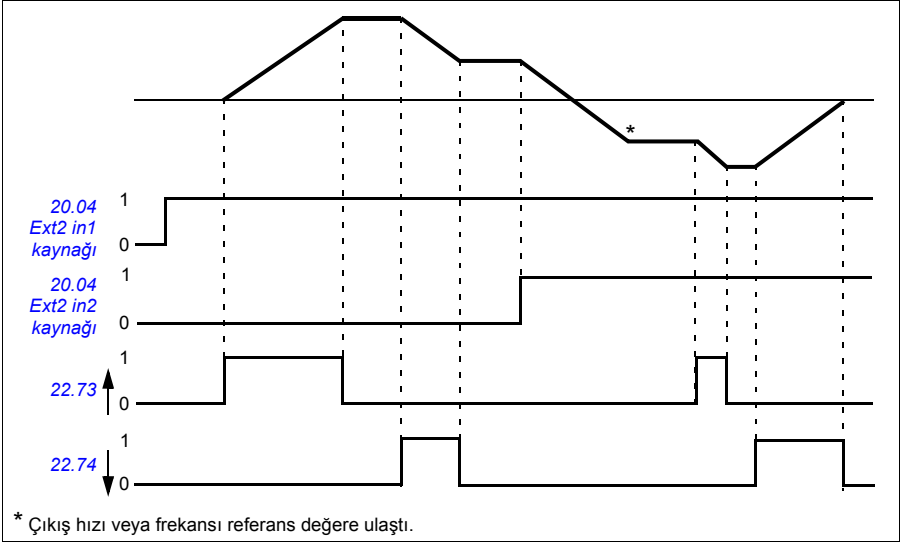 *
20.04
Ext2 in1
kaynağı
1
0
20.04
Ext2 in2
kaynağı
1
0
22.73
1
0
22.74
1
0
* Çıkış hızı veya frekansı referans değere ulaştı.